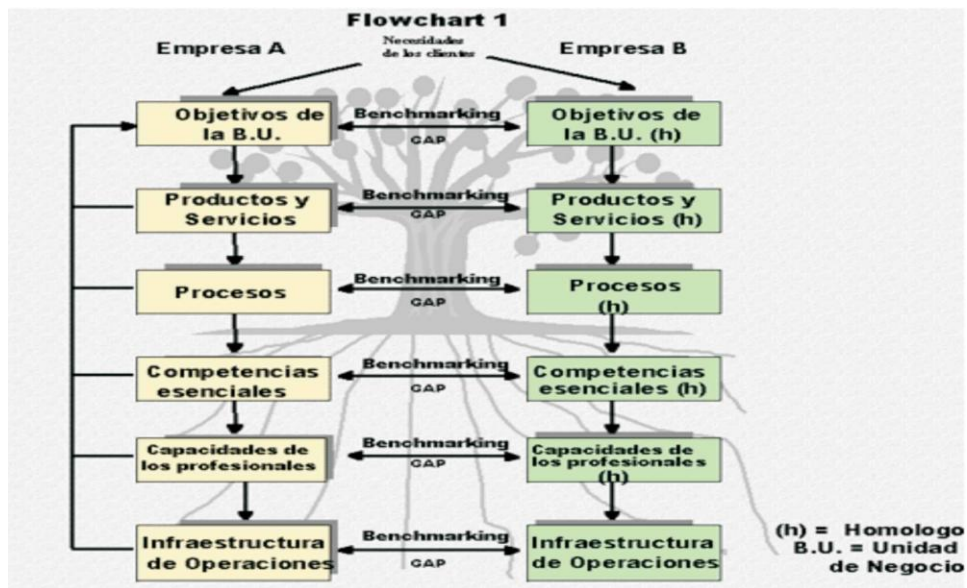 Flowchart 1
Empresa A
Necesidades
de los clientes
Empresa B
Objetivos de
la B.U.
Benchmarking
GAP
Objetivos de
la B.U. (h)
Productos y
Servicios
Benchmarking
GAP
Productos y
Servicios (h)
Procesos
Benchmarking
GAP
Procesos
(h)
Competencias
esenciales
Benchmarking
GAP
Competencias
esenciales (h)
Capacidades de
los profesionales
Benchmarking
GAP
Capacidades de
los profesionales
(h)
Infraestructura
de Operaciones
Benchmarking
GAP
Infraestructura
de Operaciones
(h) = Homologo
B.U. = Unidad
de Negocio